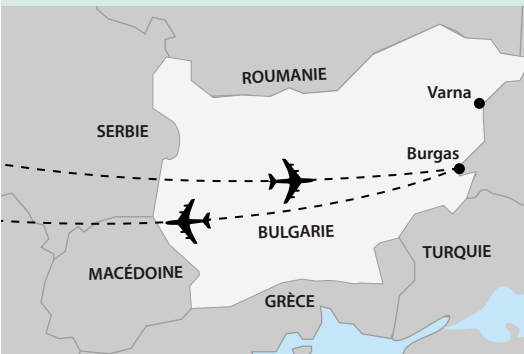 ROUMANIE
Varna
SERBIE
Burgas
BULGARIE
TURQUIE
MACÉDOINE
GRÈCE